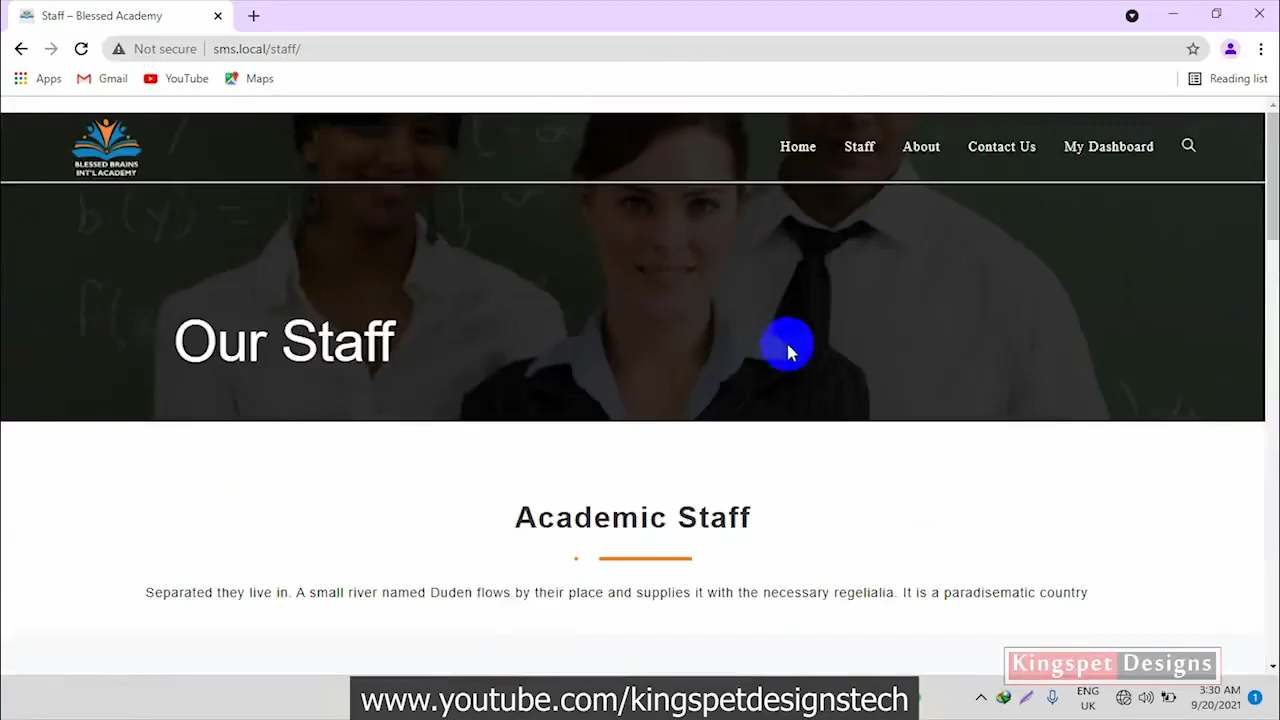 Staff – Blessed Academy
Not secure
sms.local/staff/
Apps
Gmail
YouTube
Maps
Reading list
BLESSED BRAINS
INT'L ACADEMY
Home
Staff
About
Contact Us
My Dashboard
Our Staff
Academic Staff
Separated they live in. A small river named Duden flows by their place and supplies it with the necessary regelialia. It is a paradisematic country
Kingspet Designs
www.youtube.com/kingspetdesignstech
ENG
UK
3:30 AM
9/20/2021
1